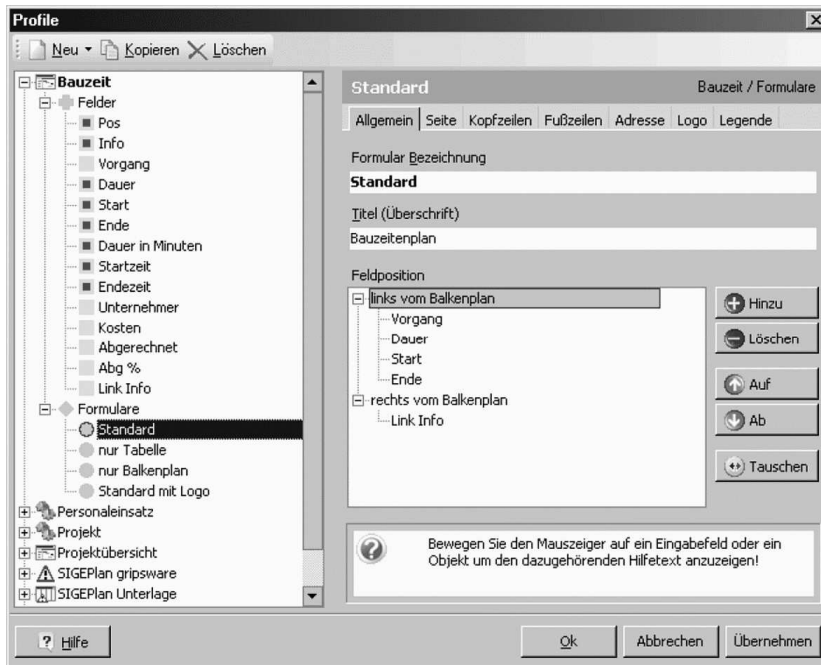 Profile
Neu Kopieren Löschen
Bauzeit
Felder
Pos
Info
Vorgang
Dauer
Start
Ende
Dauer in Minuten
Startzeit
Endezeit
Unternehmer
Kosten
Abgerechnet
Abg %
Link Info
Formulare
Standard
nur Tabelle
nur Balkenplan
Standard mit Logo
Personaleinsatz
Projekt
Projektübersicht
SIGEPlan gripsware
SIGEPlan Unterlage
Standard Bauzeit / Formulare
Allgemein Seite Kopfzeilen Fußzeilen Adresse Logo Legende
Formular Bezeichnung
Standard
Titel (Überschrift)
Bauzeitenplan
Feldposition
links vom Balkenplan
Vorgang
Dauer
Start
Ende
rechts vom Balkenplan
Link Info
Hinzu
Löschen
Auf
Ab
Tauschen
Bewegen Sie den Mauszeiger auf ein Eingabefeld oder ein
Objekt um den dazugehörenden Hilfetext anzuzeigen!
? Hilfe Ok Abbrechen Übernehmen